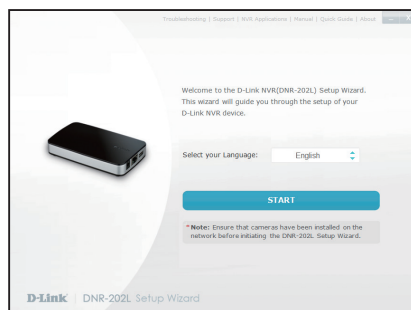 Troubleshooting | Support | NVR Applications | Manual | Quick Guide | About
Welcome to the D-Link NVR(DNR-202L) Setup Wizard.
This wizard will guide you through the setup of your
D-Link NVR device.
Select your Language: English
START
*Note: Ensure that cameras have been installed on the
network before initiating the DNR-202L Setup Wizard.
D-Link | DNR-202L Setup Wizard